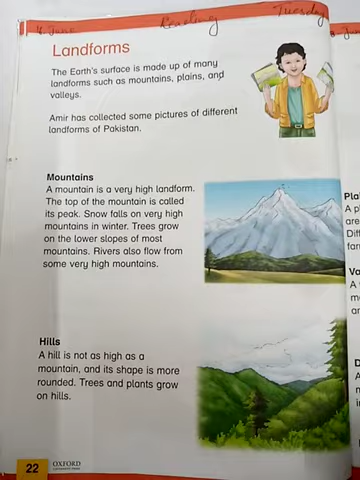 4 June Reading Tuesday
Landforms
The Earth's surface is made up of many
landforms such as mountains, plains, and
valleys.
Amir has collected some pictures of different
landforms of Pakistan.
Mountains
A mountain is a very high landform.
The top of the mountain is called
its peak. Snow falls on very high
mountains in winter. Trees grow
on the lower slopes of most
mountains. Rivers also flow from
some very high mountains.
Hills
A hill is not as high as a
mountain, and its shape is more
rounded. Trees and plants grow
on hills.
22 OXFORD